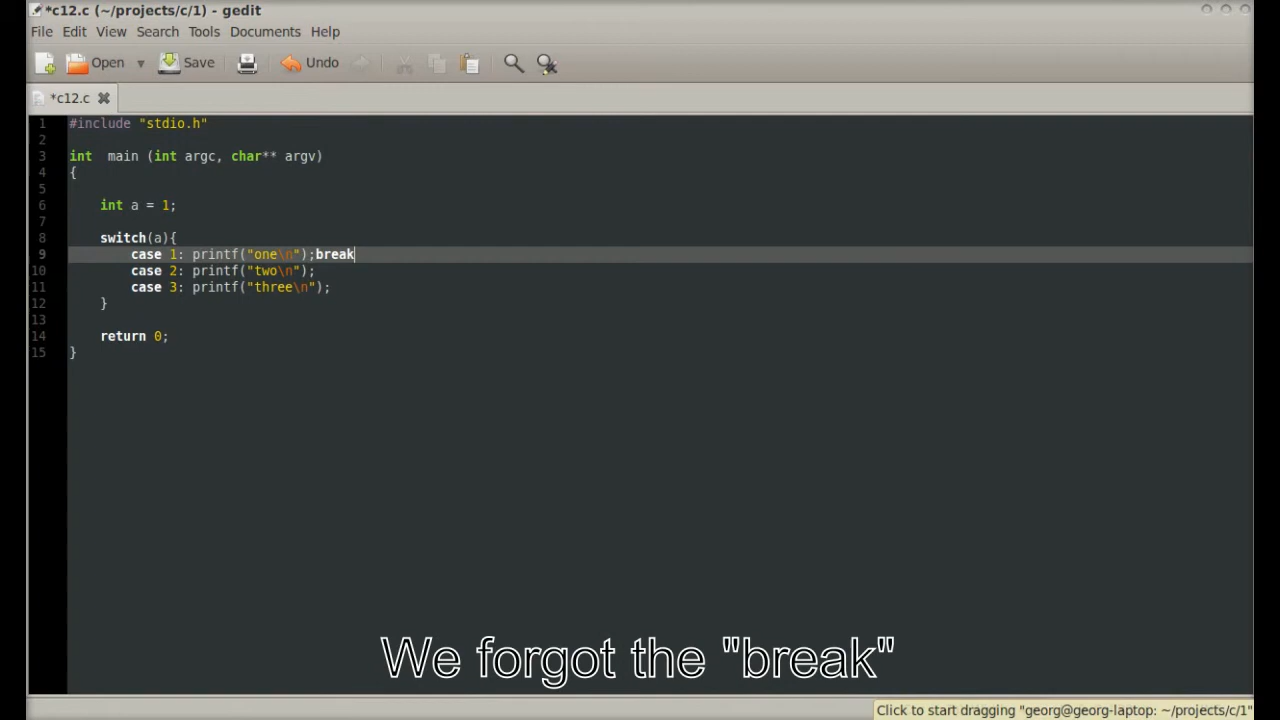 *c12.c (~/projects/c/1) - gedit
File Edit View Search Tools Documents Help
Open Save Undo
*c12.c
1 #include "stdio.h"
2
3 int  main (int argc, char** argv)
4 {
5
6     int a = 1;
7
8     switch(a){
9         case 1: printf("one\n");break
10         case 2: printf("two\n");
11         case 3: printf("three\n");
12     }
13
14     return 0;
15 }
We forgot the "break"
Click to start dragging "georg@georg-laptop: ~/projects/c/1"